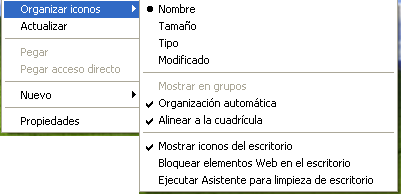 Organizar iconos
Actualizar
Pegar
Pegar acceso directo
Nuevo
Propiedades
Nombre
Tamaño
Tipo
Modificado
Mostrar en grupos
Organización automática
Alinear a la cuadrícula
Mostrar iconos del escritorio
Bloquear elementos Web en el escritorio
Ejecutar Asistente para limpieza de escritorio